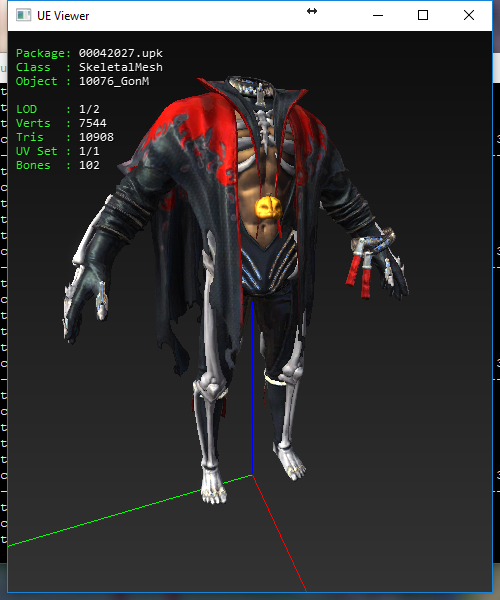 UE Viewer
Package: 00042027.upk
Class  : SkeletalMesh
Object : 10076_GonM
LOD    : 1/2
Verts  : 7544
Tris   : 10908
UV Set : 1/1
Bones  : 102